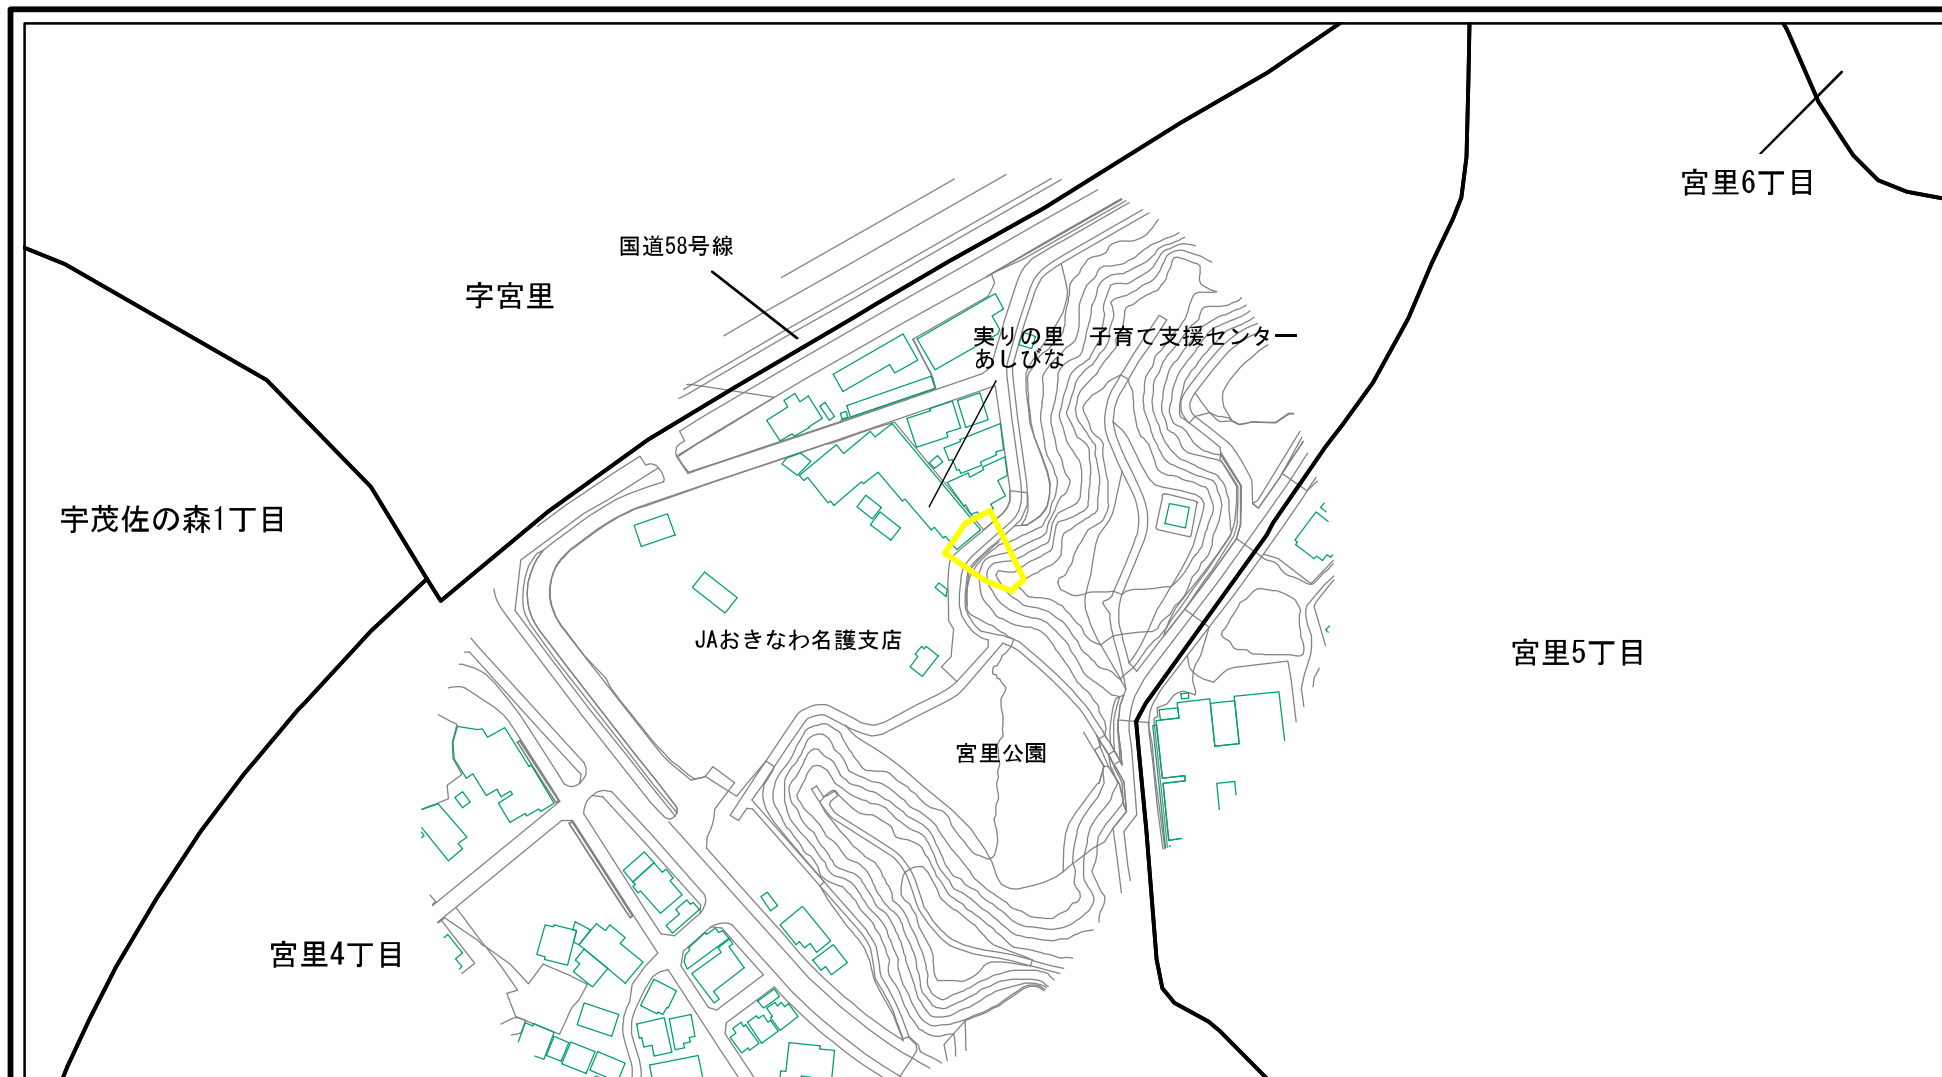 宮里6丁目
国道58号線
字宮里
実りの里 子育て支援センター
あしびな
宇茂佐の森1丁目
JAおきなわ名護支店
宮里5丁目
宮里公園
宮里4丁目